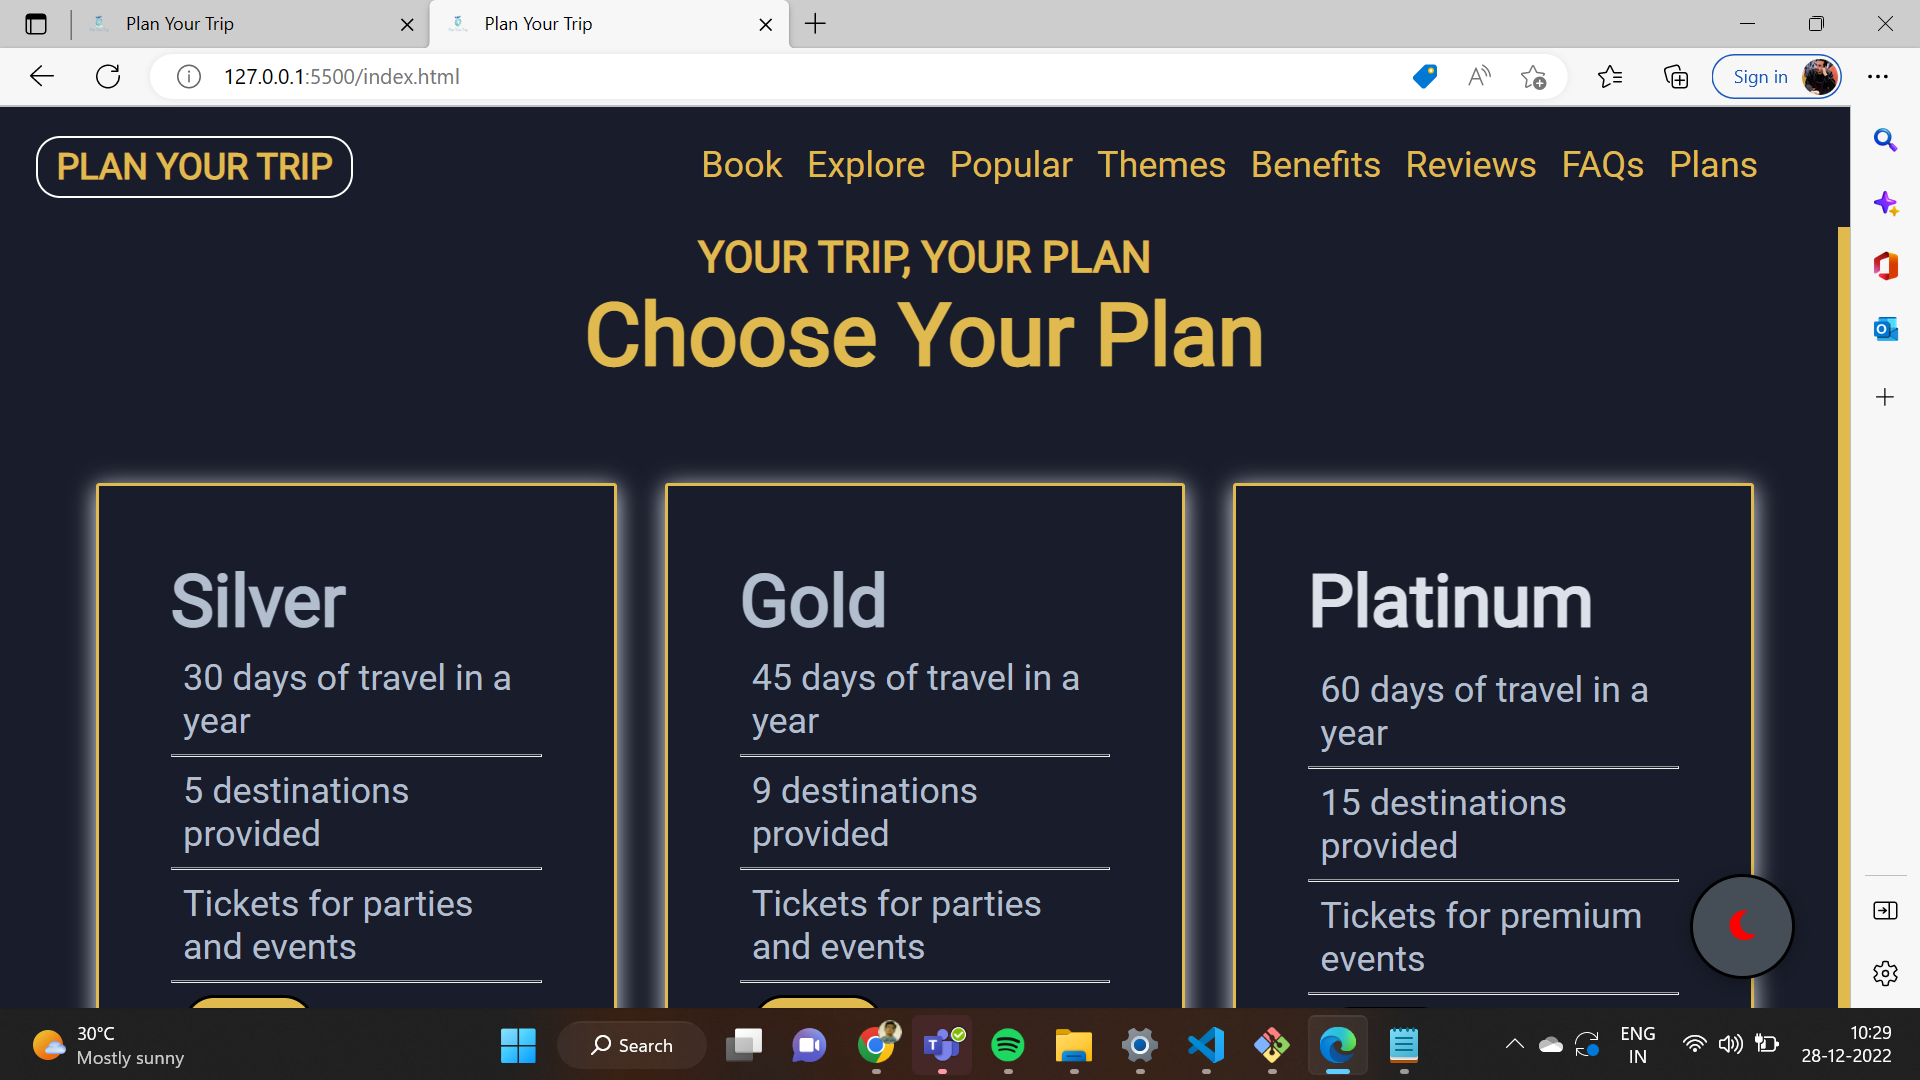 Plan Your Trip
Plan Your Trip
127.0.0.1:5500/index.html
Sign in
PLAN YOUR TRIP
Book Explore Popular Themes Benefits Reviews FAQs Plans
YOUR TRIP, YOUR PLAN
Choose Your Plan
Silver
30 days of travel in a
year
5 destinations
provided
Tickets for parties
and events
Gold
45 days of travel in a
year
9 destinations
provided
Tickets for parties
and events
Platinum
60 days of travel in a
year
15 destinations
provided
Tickets for premium
events
30°C
Mostly sunny
Search
ENG
IN
10:29
28-12-2022